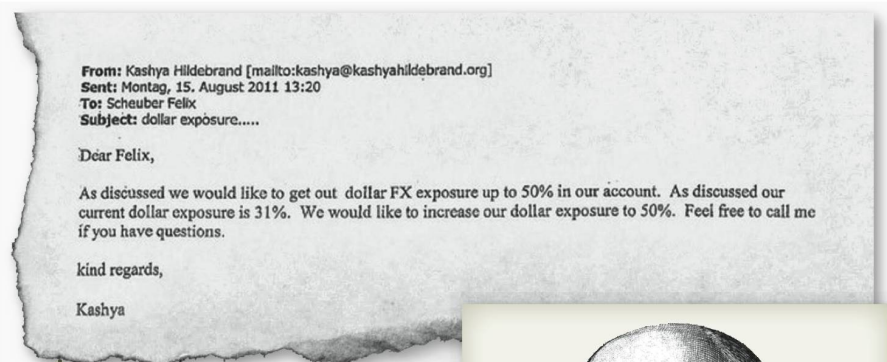 From: Kashya Hildebrand [mailto:kashya@kashyahildebrand.org]
Sent: Montag, 15. August 2011 13:20
To: Scheuber Felix
Subject: dollar exposure.....
Dear Felix,
As discussed we would like to get out dollar FX exposure up to 50% in our account. As discussed our
current dollar exposure is 31%. We would like to increase our dollar exposure to 50%. Feel free to call me
if you have questions.
kind regards,
Kashya